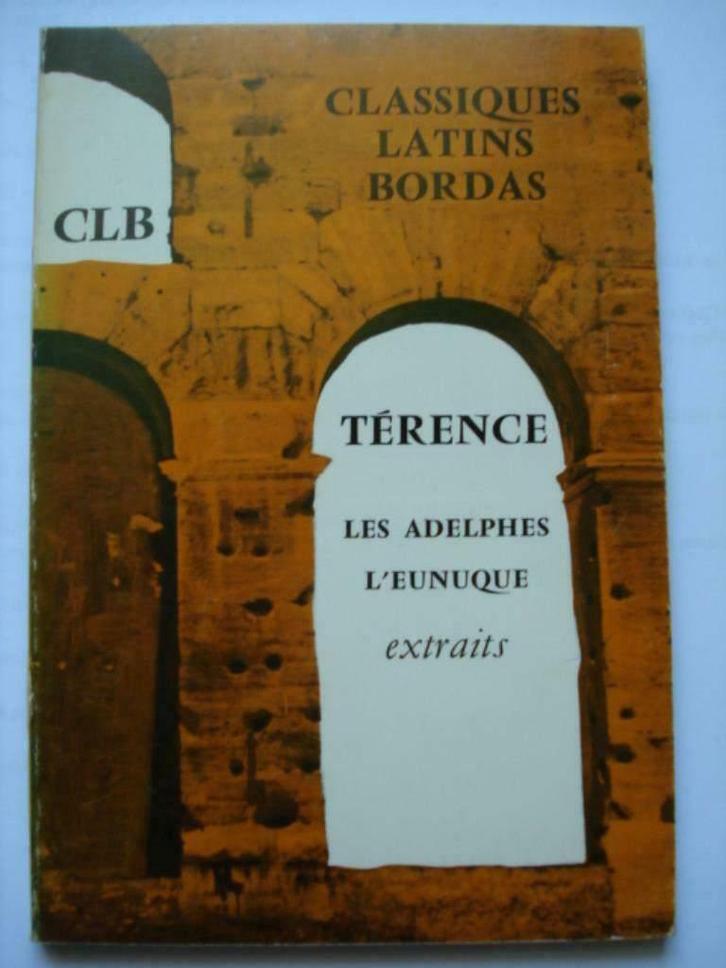 CLASSIQUES
LATINS
BORDAS
CLB
TÉRENCE
LES ADELPHES
L'EUNUQUE
extraits